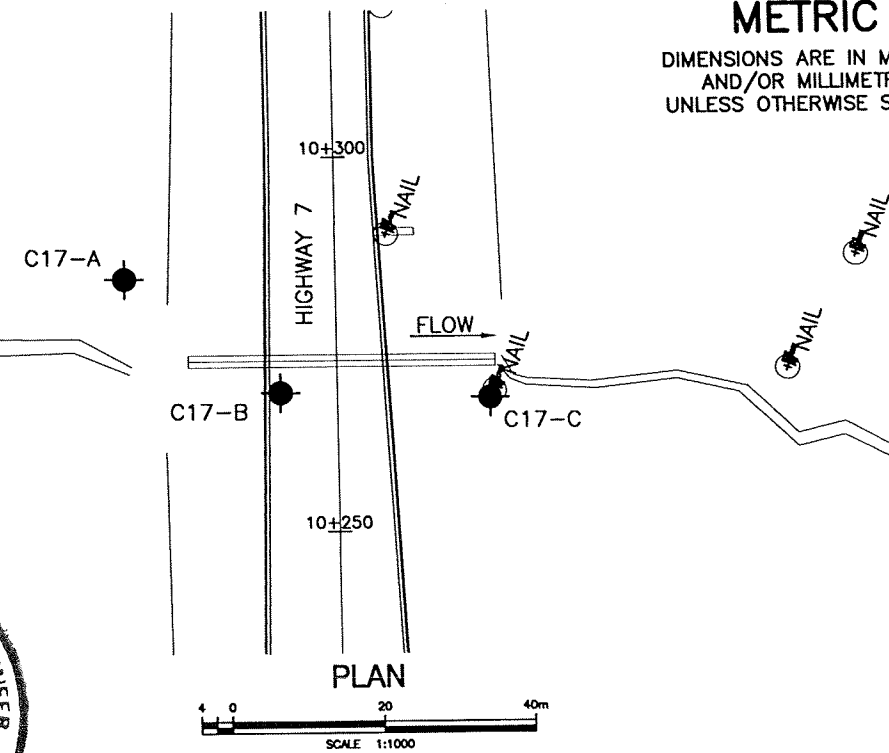 METRIC
DIMENSIONS ARE IN M
AND/OR MILLIMETR
UNLESS OTHERWISE S
10+300
NAIL
NAIL
HIGHWAY 7
C17-A
FLOW
NAIL
NAIL
C17-B
C17-C
10+250
PLAN
4 0 20 40m
SCALE 1:1000
NEER